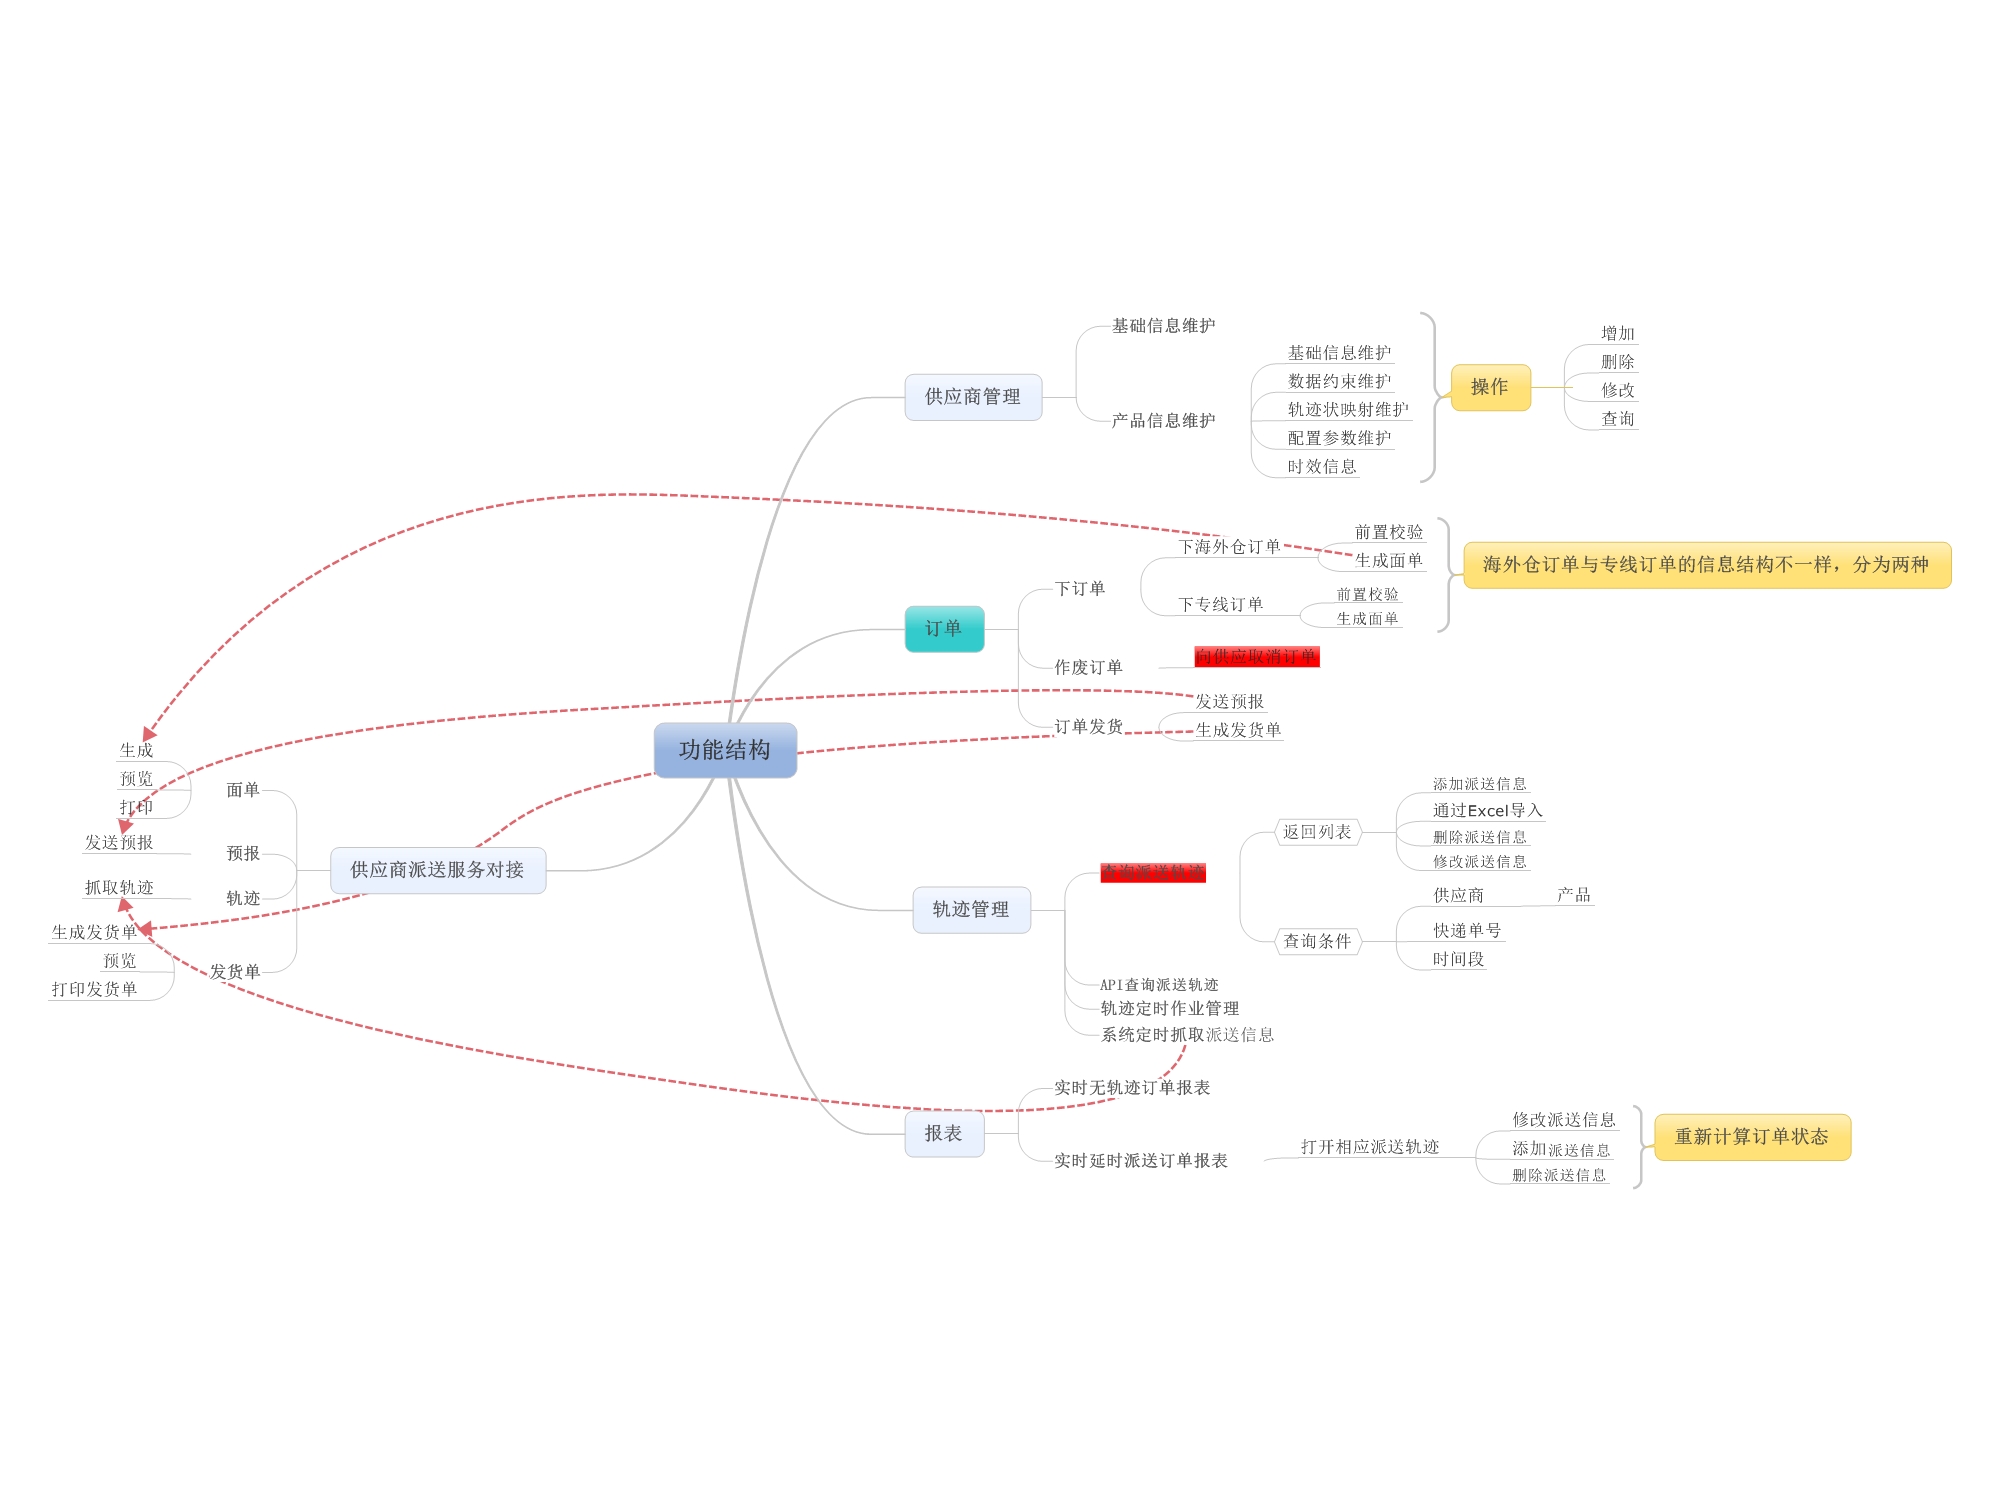 功能结构
供应商管理
基础信息维护
产品信息维护
基础信息维护
数据约束维护
轨迹状映射维护
配置参数维护
时效信息
操作
增加
删除
修改
查询
订单
下订单
下海外仓订单
前置校验
生成面单
下专线订单
前置校验
生成面单
海外仓订单与专线订单的信息结构不一样，分为两种
作废订单
向供应取消订单
订单发货
发送预报
生成发货单
轨迹管理
查询派送轨迹
返回列表
添加派送信息
通过Excel导入
删除派送信息
修改派送信息
查询条件
供应商
产品
快递单号
时间段
API查询派送轨迹
轨迹定时作业管理
系统定时抓取派送信息
报表
实时无轨迹订单报表
实时延时派送订单报表
打开相应派送轨迹
修改派送信息
添加派送信息
删除派送信息
重新计算订单状态
供应商派送服务对接
面单
生成
预览
打印
预报
发送预报
轨迹
抓取轨迹
发货单
生成发货单
预览
打印发货单